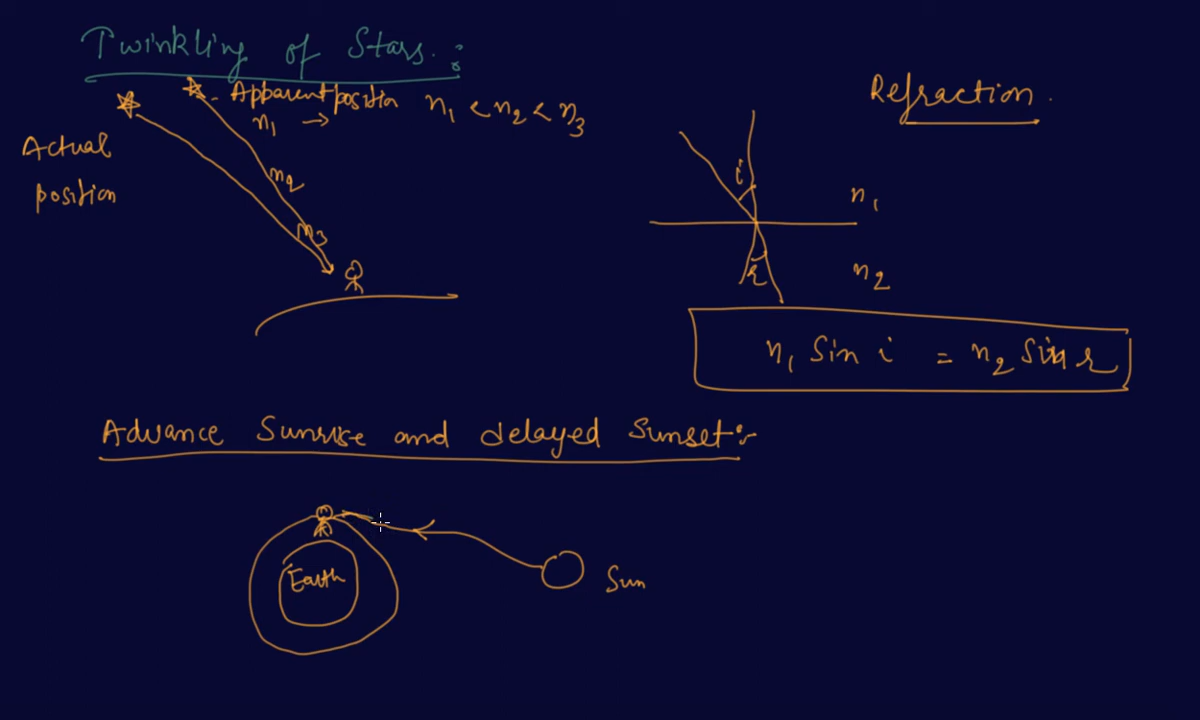 Twinkling of Stars :
Apparent position n1 < n2 < n3
n1 →
Actual
position
n2
n3
Refraction.
i
n1
r
n2
n1 Sin i = n2 Sin r
Advance Sunrise and delayed Sunset:-
Earth
Sun